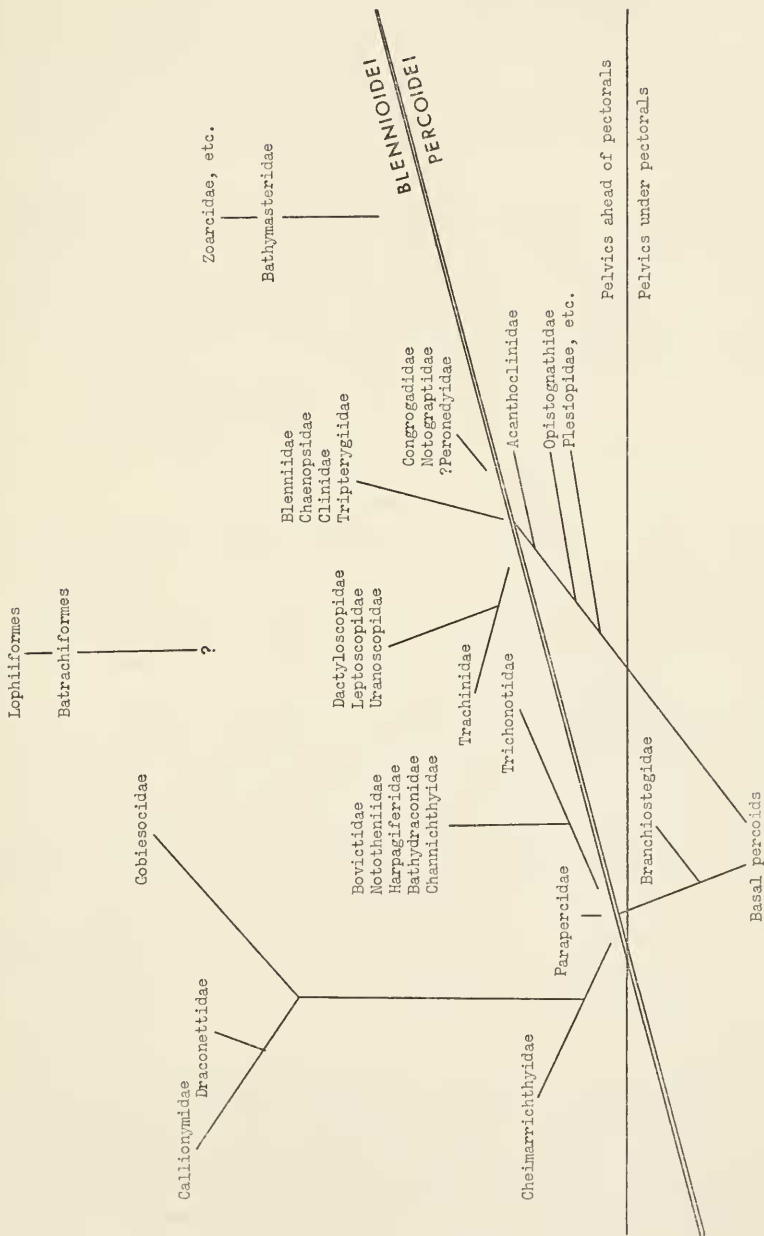 Lophiiformes
Batrachiformes
?
Zoarcidae, etc.
Bathymasteridae
BLENNIOIDEI
PERCOIDEI
Gobiesocidae
Callionymidae
Draconettidae
Blenniidae
Chaenopsidae
Clinidae
Tripterygiidae
Congrogadidae
Notograptidae
?Peronedyidae
Dactyloscopidae
Leptoscopidae
Uranoscopidae
Trachinidae
Trichonotidae
Bovictidae
Nototheniidae
Harpagiferidae
Bathydraconidae
Channichthyidae
Parapercidae
Cheimarrichthyidae
Acanthoclinidae
Opistognathidae
Plesiopidae, etc.
Pelvics ahead of pectorals
Pelvics under pectorals
Branchiostegidae
Basal percoids